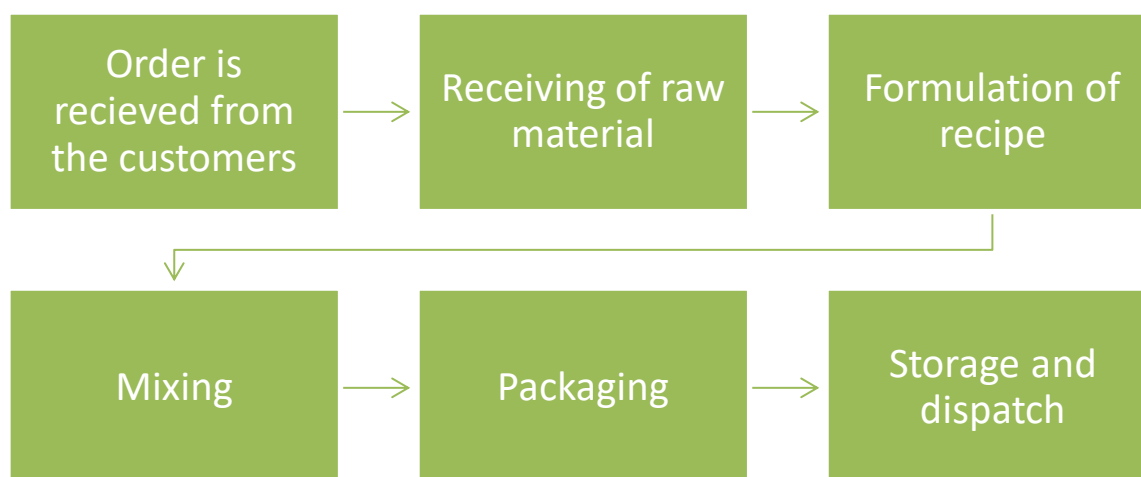 Order is
recieved from
the customers
Receiving of raw
material
Formulation of
recipe
Mixing
Packaging
Storage and
dispatch